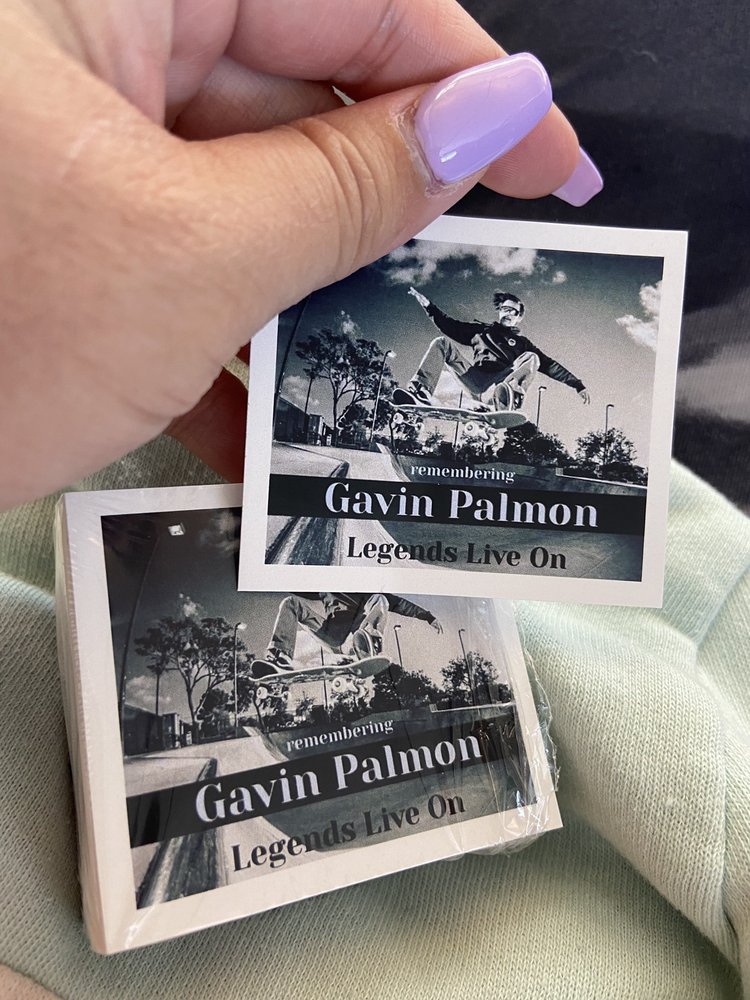 remembering
Gavin Palmon
Legends Live On
remembering
Gavin Palmon
Legends Live On